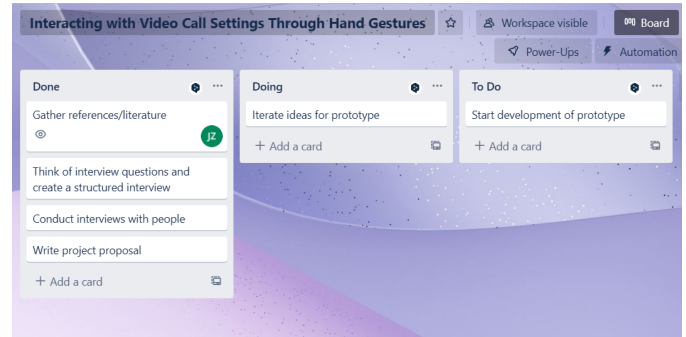 Interacting with Video Call Settings Through Hand Gestures
Workspace visible
Board
Power-Ups
Automation
Done
Gather references/literature
JZ
Think of interview questions and
create a structured interview
Conduct interviews with people
Write project proposal
+ Add a card
Doing
Iterate ideas for prototype
+ Add a card
To Do
Start development of prototype
+ Add a card